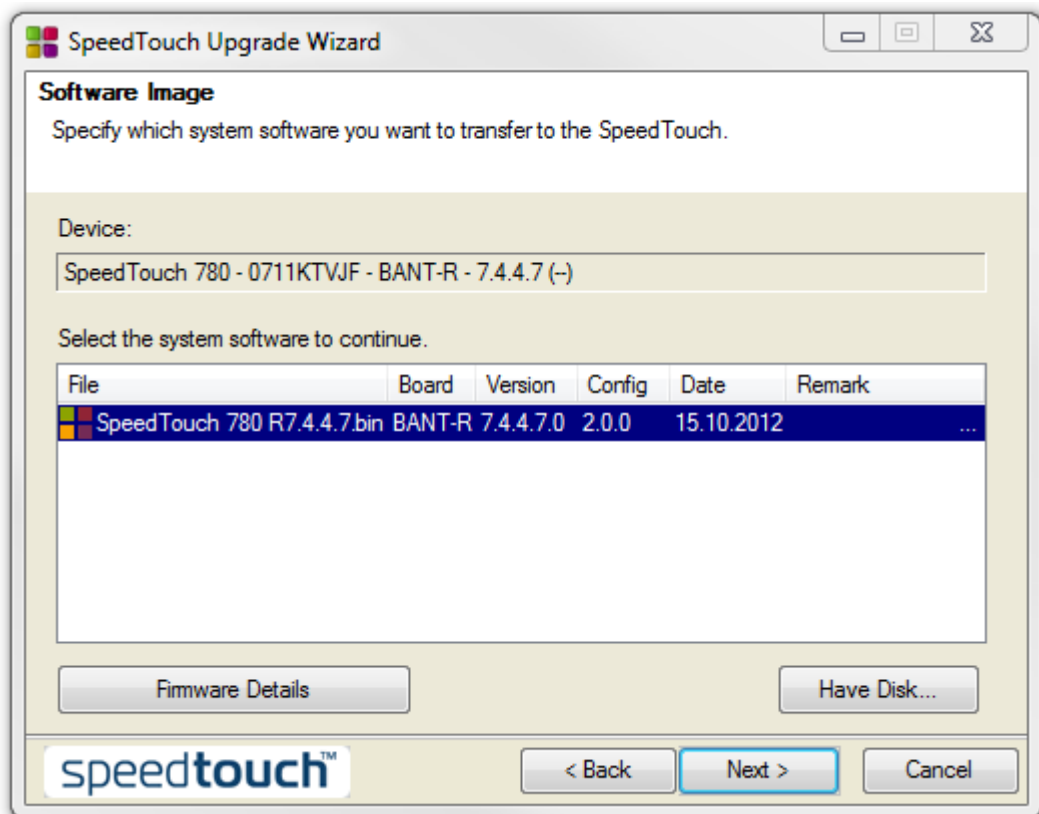 SpeedTouch Upgrade Wizard
Software Image
Specify which system software you want to transfer to the SpeedTouch.
Device:
SpeedTouch 780 - 0711KTVJF - BANT-R - 7.4.4.7 (--)
Select the system software to continue.
File Board Version Config Date Remark
SpeedTouch 780 R7.4.4.7.bin BANT-R 7.4.4.7.0 2.0.0 15.10.2012 ...
Firmware Details Have Disk...
speedtouch™ < Back Next > Cancel